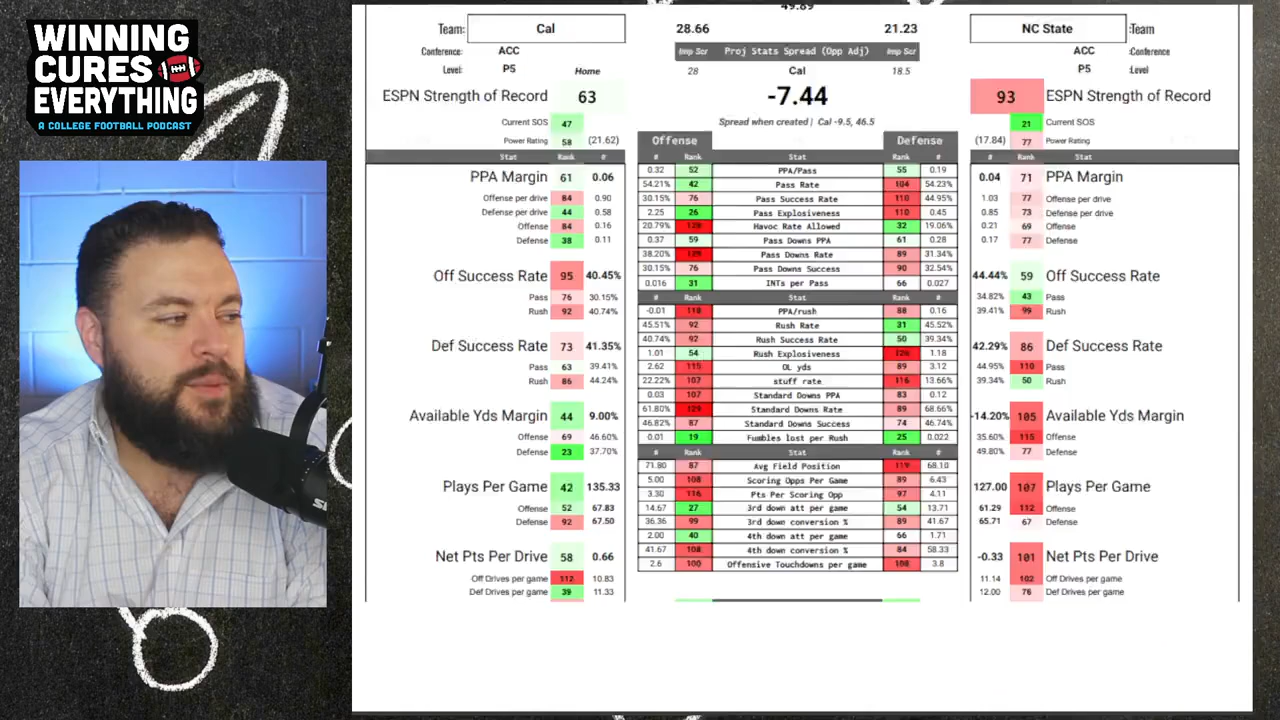 WINNING
CURES
EVERYTHING
A COLLEGE FOOTBALL PODCAST
49.89
Team: Cal 28.66 21.23 NC State :Team
Conference: ACC Imp Scr Proj Stats Spread (Opp Adj) Imp Scr ACC :Conference
Level: P5 Home 28 Cal 18.5 P5 :Level
ESPN Strength of Record 63 -7.44 93 ESPN Strength of Record
Current SOS 47 Spread when created | Cal -9.5, 46.5 21 Current SOS
Power Rating 58 (21.62) Offense Defense (17.84) 77 Power Rating
Stat Rank # # Rank Stat Rank # # Rank Stat
0.32 52 PPA/Pass 55 0.19
PPA Margin 61 0.06 54.21% 42 Pass Rate 104 54.23% 0.04 71 PPA Margin
Offense per drive 84 0.90 30.15% 76 Pass Success Rate 110 44.95% 1.03 77 Offense per drive
Defense per drive 44 0.58 2.25 26 Pass Explosiveness 110 0.45 0.85 73 Defense per drive
Offense 84 0.16 20.79% Havoc Rate Allowed 32 19.06% 0.21 69 Offense
Defense 38 0.11 0.37 59 Pass Downs PPA 61 0.28 0.17 77 Defense
38.20% Pass Downs Rate 89 31.34%
Off Success Rate 95 40.45% 30.15% 76 Pass Downs Success 90 32.54% 44.44% 59 Off Success Rate
0.016 31 INTs per Pass 66 0.027
Pass 76 30.15% # Rank Stat Rank # 34.82% 43 Pass
Rush 92 40.74% -0.01 118 PPA/rush 88 0.16 39.41% 99 Rush
45.51% 92 Rush Rate 31 45.52%
Def Success Rate 73 41.35% 40.74% 92 Rush Success Rate 50 39.34% 42.29% 86 Def Success Rate
1.01 54 Rush Explosiveness 126 1.18
Pass 63 39.41% 2.62 115 OL yds 89 3.12 44.95% 110 Pass
Rush 86 44.24% 22.22% 107 stuff rate 116 13.66% 39.34% 50 Rush
0.03 107 Standard Downs PPA 83 0.12
Available Yds Margin 44 9.00% 61.80% 129 Standard Downs Rate 89 68.66% -14.20% 105 Available Yds Margin
46.82% 87 Standard Downs Success 74 46.74%
Offense 69 46.60% 0.01 19 Fumbles lost per Rush 25 0.022 35.60% 115 Offense
Defense 23 37.70% # Rank Stat Rank # 49.80% 77 Defense
71.80 87 Avg Field Position 119 68.10
Plays Per Game 42 135.33 5.00 108 Scoring Opps Per Game 89 6.43 127.00 107 Plays Per Game
3.30 116 Pts Per Scoring Opp 97 4.11
Offense 52 67.83 14.67 27 3rd down att per game 54 13.71 61.29 112 Offense
Defense 92 67.50 36.36 99 3rd down conversion % 89 41.67 65.71 67 Defense
2.00 40 4th down att per game 66 1.71
Net Pts Per Drive 58 0.66 41.67 108 4th down conversion % 84 58.33 -0.33 101 Net Pts Per Drive
2.6 100 Offensive Touchdowns per game 108 3.8
Off Drives per game 112 10.83 11.14 102 Off Drives per game
Def Drives per game 39 11.33 12.00 76 Def Drives per game